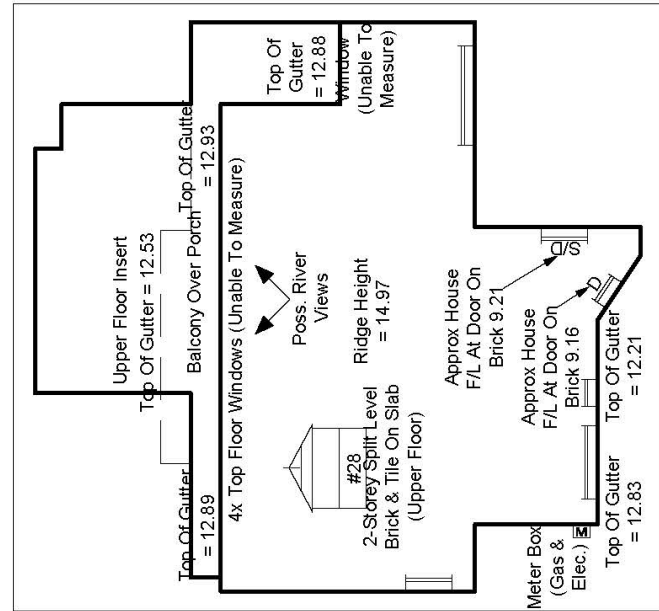 Upper Floor Insert
Top Of Gutter = 12.53
Top Of Gutter
= 12.88
Window
(Unable To
Measure)
Top Of Gutter
= 12.93
Balcony Over Porch
Top Of Gutter
= 12.89
4x Top Floor Windows (Unable To Measure)
Poss. River
Views
Ridge Height
= 14.97
#28
2-Storey Split Level
Brick & Tile On Slab
(Upper Floor)
Approx House
F/L At Door On
Brick 9.21
S/D
Approx House
F/L At Door On
Brick 9.16
D
Top Of Gutter
= 12.21
Top Of Gutter
= 12.83
Meter Box
(Gas &
Elec.)
M